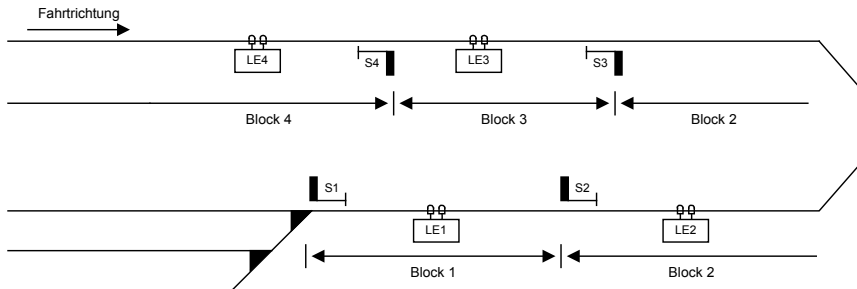 Fahrtrichtung
LE4
S4
LE3
S3
Block 4
Block 3
Block 2
S1
S2
LE1
LE2
Block 1
Block 2